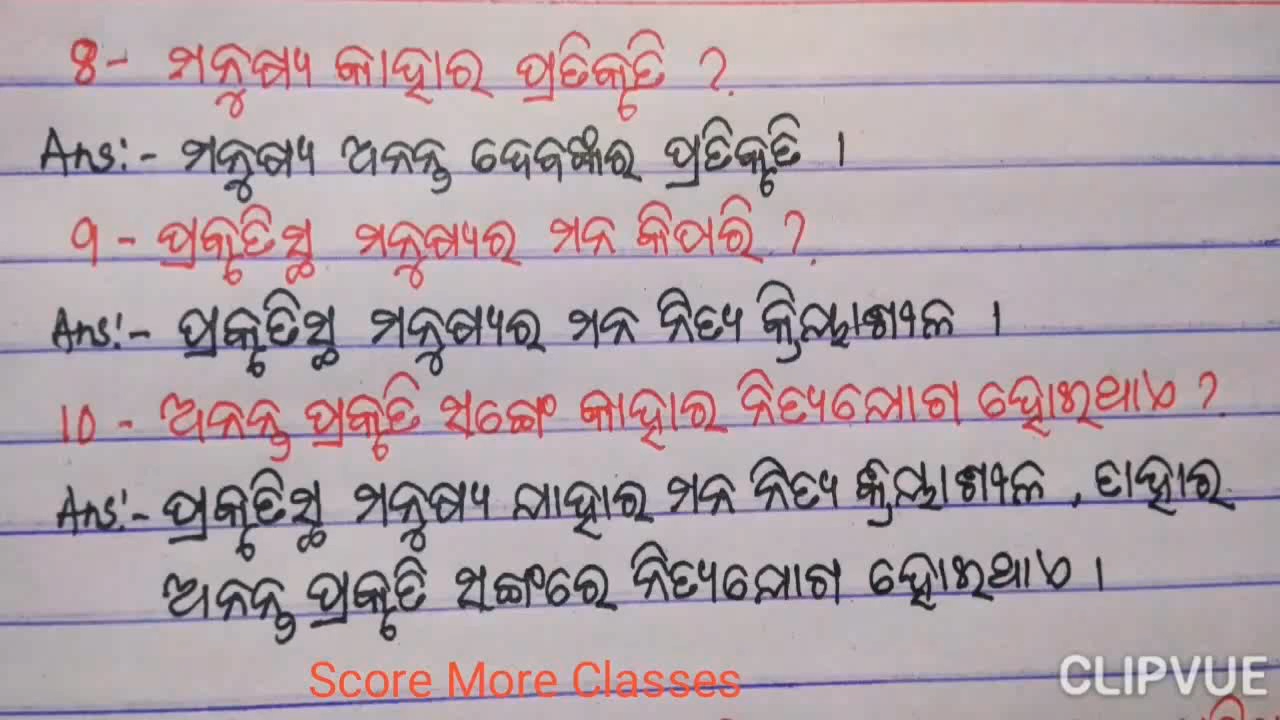 8- ମନୁଷ୍ୟ କାହାର ପ୍ରତିକୃତି ?
Ans:- ମନୁଷ୍ୟ ଅନନ୍ତ ଦେବଙ୍କର ପ୍ରତିକୃତି ।
9 - ପ୍ରକୃତିସ୍ଥ ମନୁଷ୍ୟର ମନ କିପରି ?
Ans:- ପ୍ରକୃତିସ୍ଥ ମନୁଷ୍ୟର ମନ ନିତ୍ୟ କ୍ରିୟାଶୀଳ ।
10 - ଅନନ୍ତ ପ୍ରକୃତି ସଙ୍ଗେ କାହାର ନିତ୍ୟଯୋଗ ହୋଇଥାଏ ?
Ans:- ପ୍ରକୃତିସ୍ଥ ମନୁଷ୍ୟ ଯାହାର ମନ ନିତ୍ୟ କ୍ରିୟାଶୀଳ , ତାହାର
ଅନନ୍ତ ପ୍ରକୃତି ସଙ୍ଗରେ ନିତ୍ୟଯୋଗ ହୋଇଥାଏ ।
Score More Classes
CLIPVUE